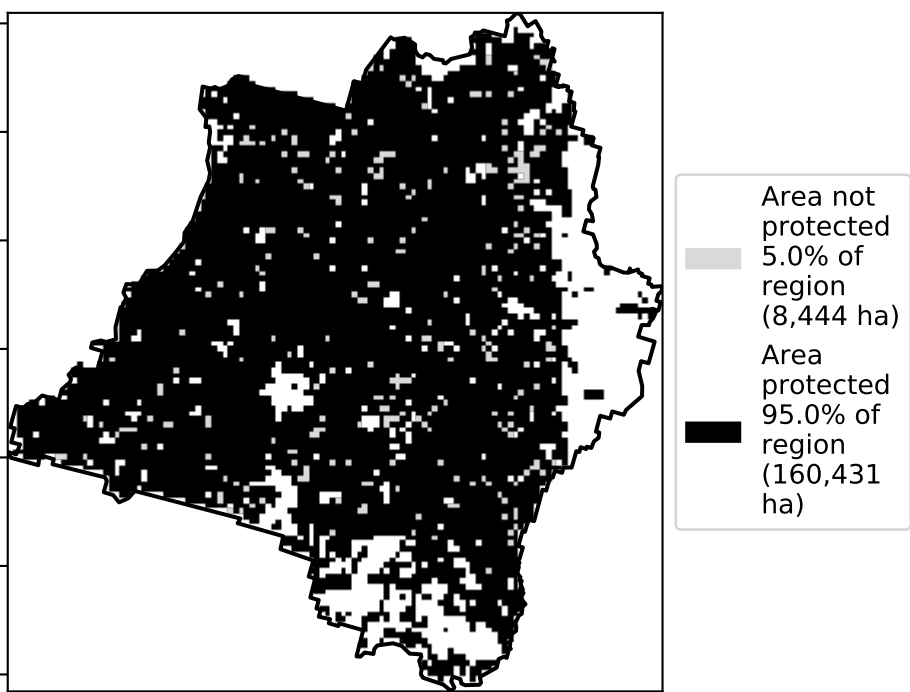 Area not
protected
5.0% of
region
(8,444 ha)
Area
protected
95.0% of
region
(160,431
ha)